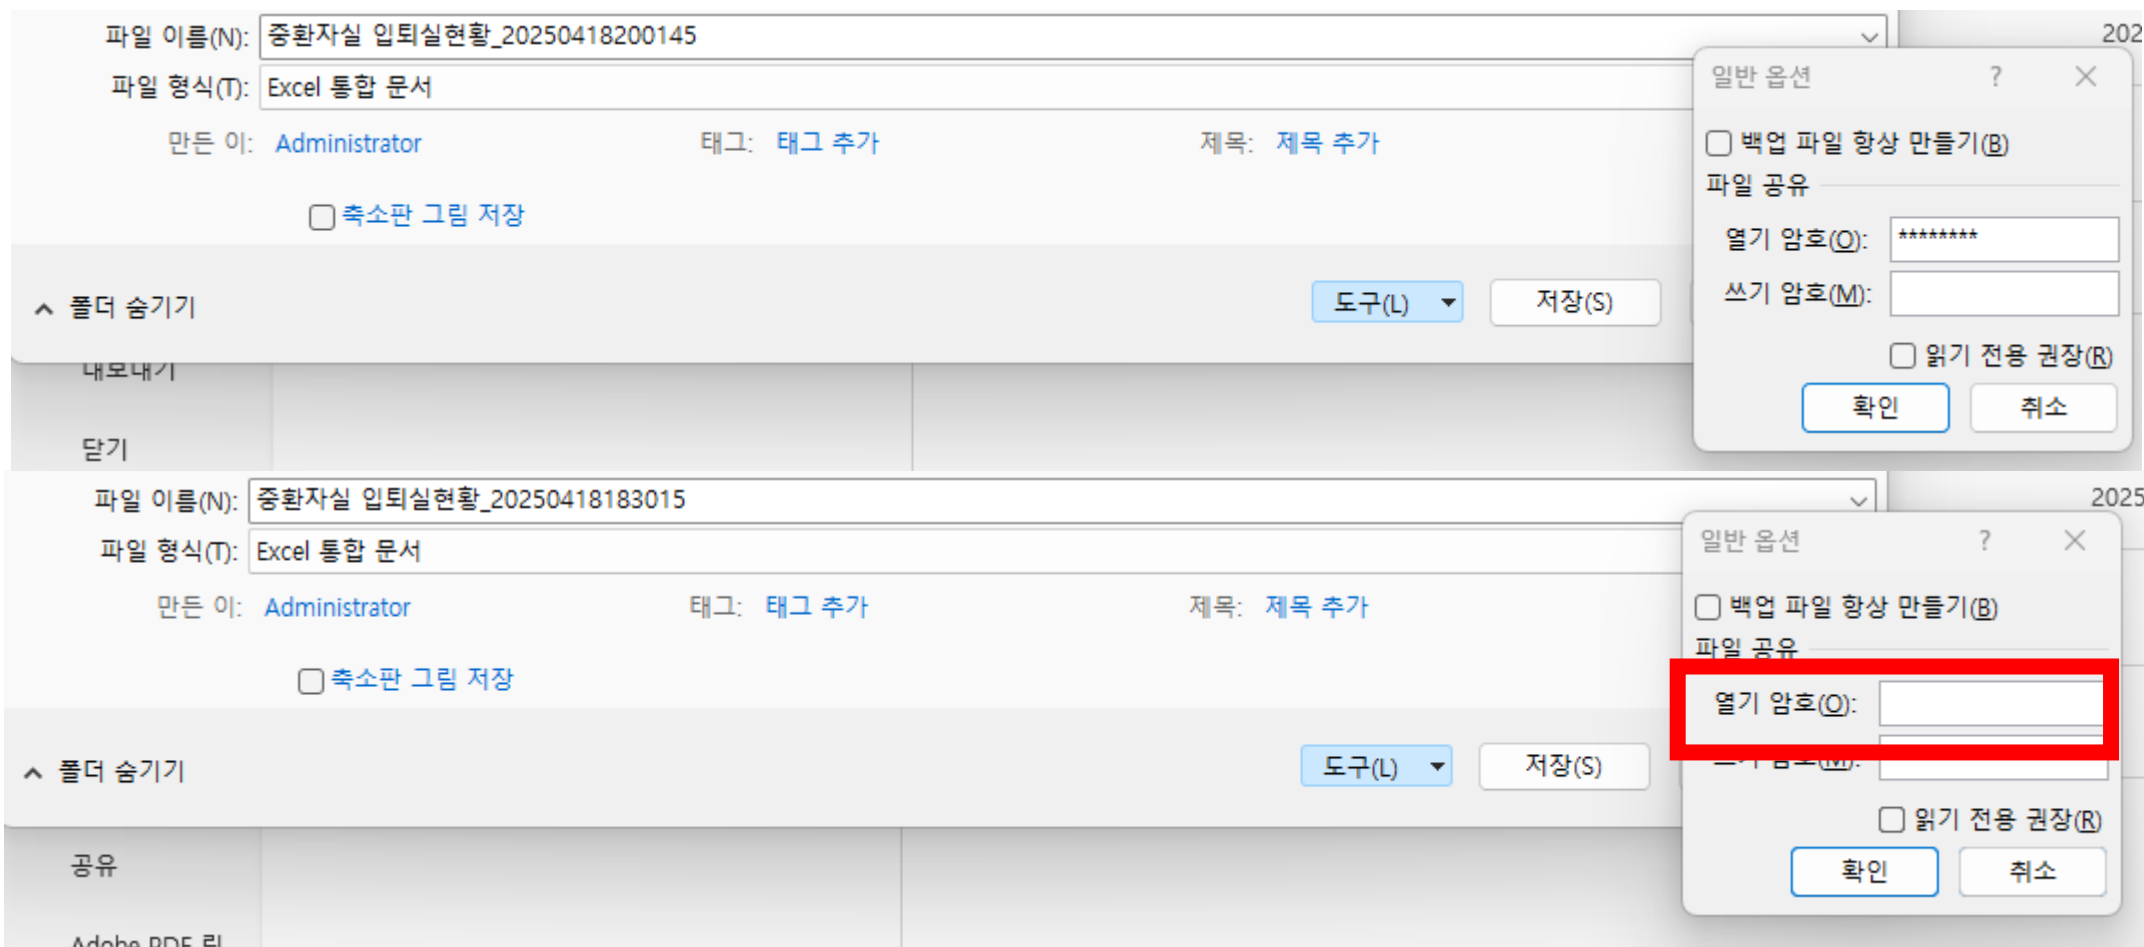 파일 이름(N): 중환자실 입퇴실현황_20250418200145
202
파일 형식(T): Excel 통합 문서
만든 이: Administrator 태그: 태그 추가 제목: 제목 추가
축소판 그림 저장
폴더 숨기기
도구(L) 저장(S)
내보내기
닫기
일반 옵션 ?
백업 파일 항상 만들기(B)
파일 공유
열기 암호(O): ********
쓰기 암호(M):
읽기 전용 권장(R)
확인 취소
파일 이름(N): 중환자실 입퇴실현황_20250418183015
2025
파일 형식(T): Excel 통합 문서
만든 이: Administrator 태그: 태그 추가 제목: 제목 추가
축소판 그림 저장
폴더 숨기기
도구(L) 저장(S)
공유
Adobe PDF
일반 옵션 ?
백업 파일 항상 만들기(B)
파일 공유
열기 암호(O):
쓰기 암호(M):
읽기 전용 권장(R)
확인 취소